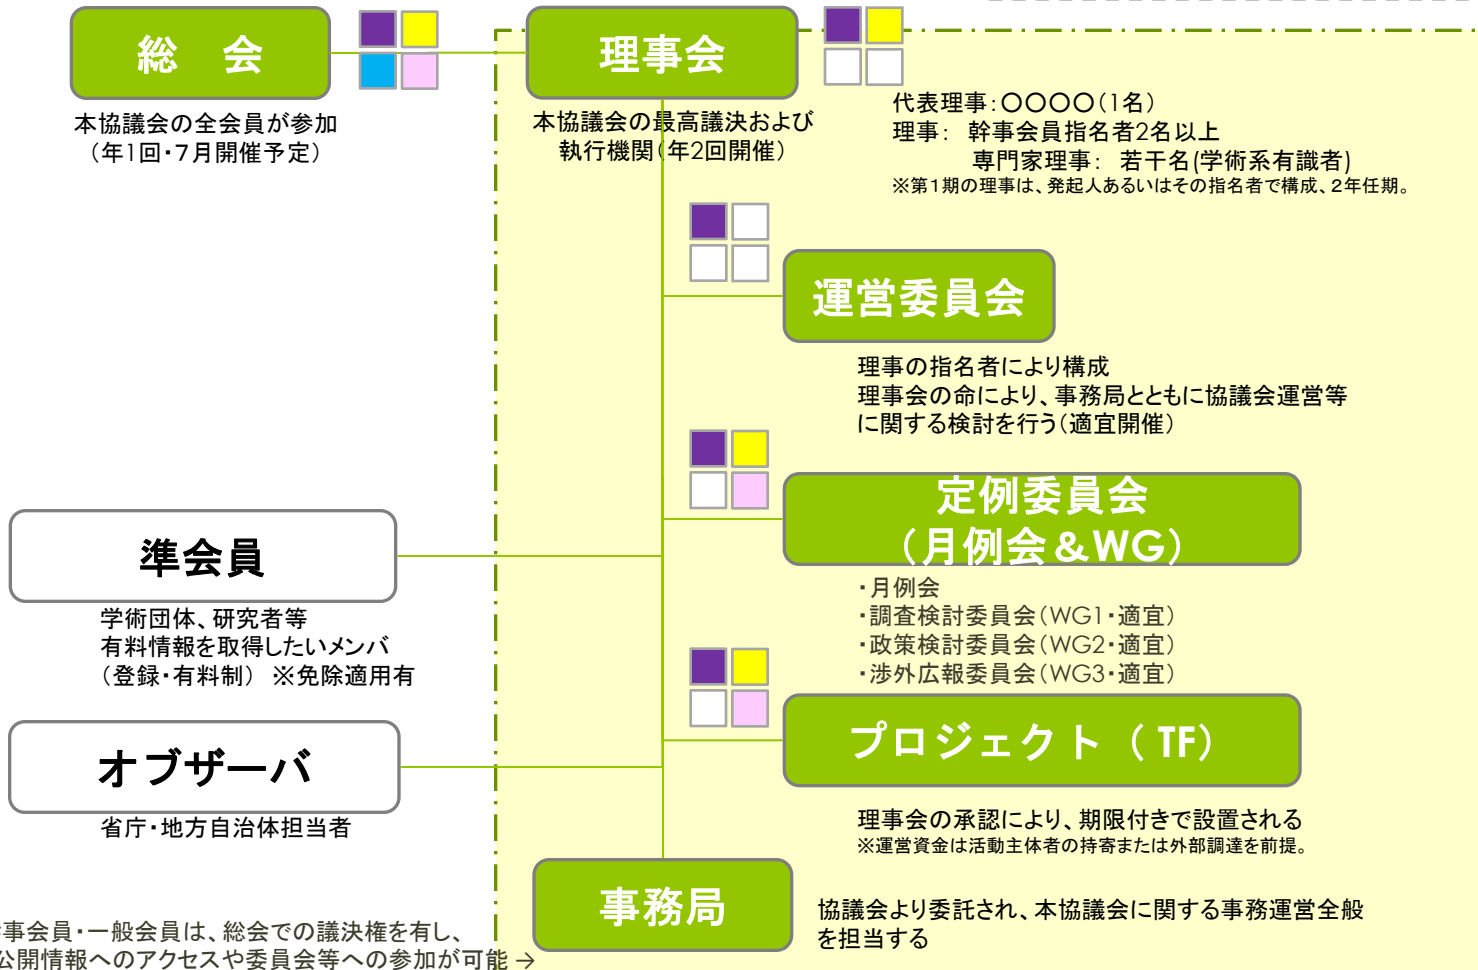 総　会
本協議会の全会員が参加
（年1回・７月開催予定）
理事会
本協議会の最高議決および
執行機関（年2回開催）
代表理事：〇〇〇〇（1名）
理事：　幹事会員指名者2名以上
専門家理事：　若干名(学術系有識者)
※第１期の理事は、発起人あるいはその指名者で構成、２年任期。
運営委員会
理事の指名者により構成
理事会の命により、事務局とともに協議会運営等
に関する検討を行う（適宜開催）
定例委員会
（月例会＆WG）
・月例会
・調査検討委員会（WG1・適宜）
・政策検討委員会（WG2・適宜）
・渉外広報委員会（WG3・適宜）
準会員
学術団体、研究者等
有料情報を取得したいメンバ
（登録・有料制）　※免除適用有
プロジェクト（TF）
理事会の承認により、期限付きで設置される
※運営資金は活動主体者の持寄または外部調達を前提。
オブザーバ
省庁・地方自治体担当者
事務局
協議会より委託され、本協議会に関する事務運営全般
を担当する
事会員・一般会員は、総会での議決権を有し、
公開情報へのアクセスや委員会等への参加が可能 →